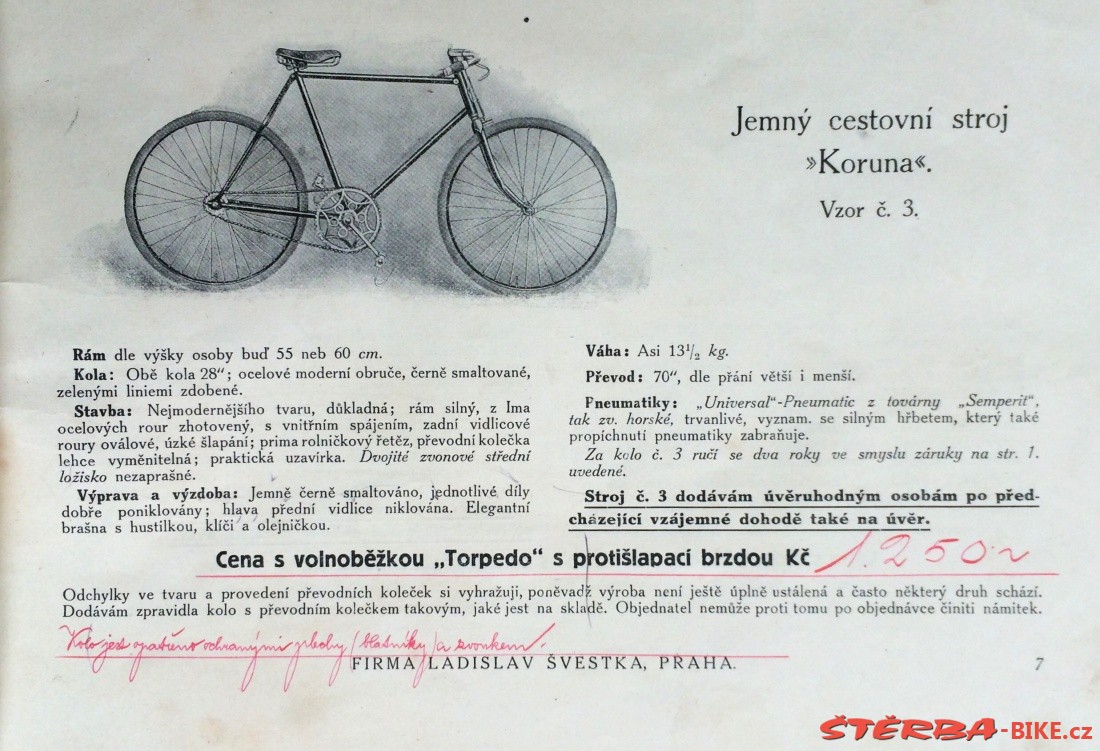 Jemný cestovní stroj
»Koruna«.
Vzor č. 3.
Rám dle výšky osoby buď 55 neb 60 cm.
Kola: Obě kola 28"; ocelové moderní obruče, černě smaltované,
zelenými liniemi zdobené.
Stavba: Nejmodernějšího tvaru, důkladná; rám silný, z Ima
ocelových rour zhotovený, s vnitřním spájením, zadní vidlicové
roury oválové, úzké šlapání; prima rolničkový řetěz, převodní kolečka
lehce vyměnitelná; praktická uzavírka. Dvojité zvonové střední
ložisko nezaprašné.
Výprava a výzdoba: Jemně černě smaltováno, jednotlivé díly
dobře poniklovány; hlava přední vidlice niklována. Elegantní
brašna s hustilkou, klíči a olejničkou.
Váha: Asi 13½ kg.
Převod: 70", dle přání větší i menší.
Pneumatiky: „Universal"-Pneumatic z továrny „Semperit",
tak zv. horské, trvanlivé, význam. se silným hřbetem, který také
propíchnutí pneumatiky zabraňuje.
Za kolo č. 3 ručí se dva roky ve smyslu záruky na str. 1.
uvedené.
Stroj č. 3 dodávám úvěruhodným osobám po před-
cházející vzájemné dohodě také na úvěr.
Cena s volnoběžkou „Torpedo" s protišlapací brzdou Kč 1.250~
Odchylky ve tvaru a provedení převodních koleček si vyhražuji, poněvadž výroba není ještě úplně ustálená a často některý druh schází.
Dodávám zpravidla kolo s převodním kolečkem takovým, jaké jest na skladě. Objednatel nemůže proti tomu po objednávce činiti námitek.
Kolo jest opatřeno ochrannými plechy /blatníky/ a zvonkem.
FIRMA LADISLAV ŠVESTKA, PRAHA.
7
ŠTĚRBA-BIKE.cz